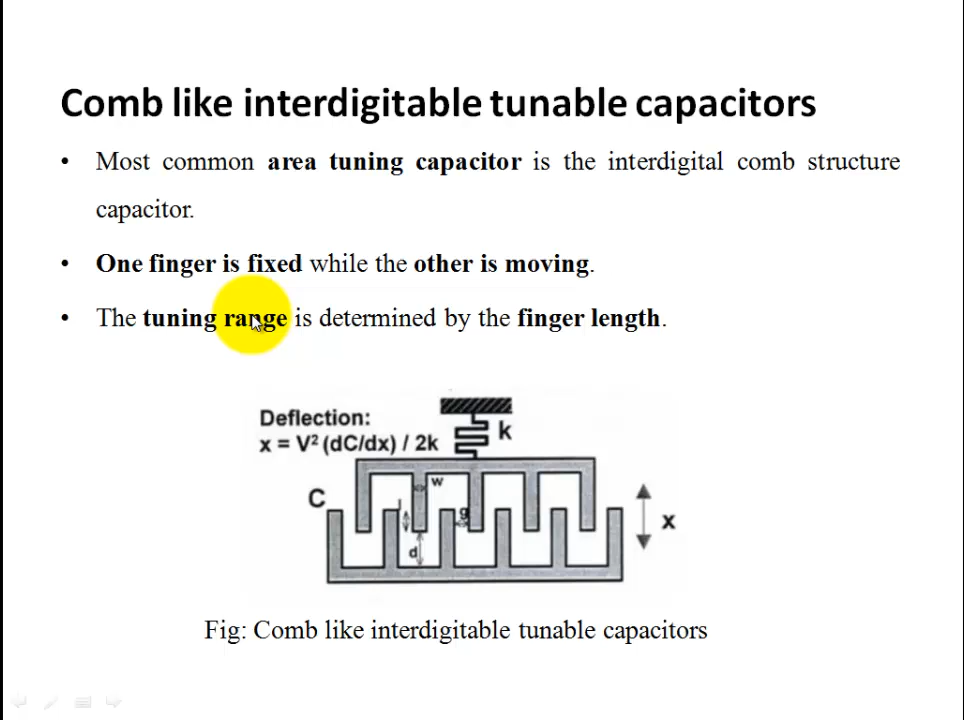 Comb like interdigitable tunable capacitors
• Most common area tuning capacitor is the interdigital comb structure
capacitor.
• One finger is fixed while the other is moving.
• The tuning range is determined by the finger length.
Deflection:
x = V² (dC/dx) / 2k
k
w
C
l
g
x
d
Fig: Comb like interdigitable tunable capacitors